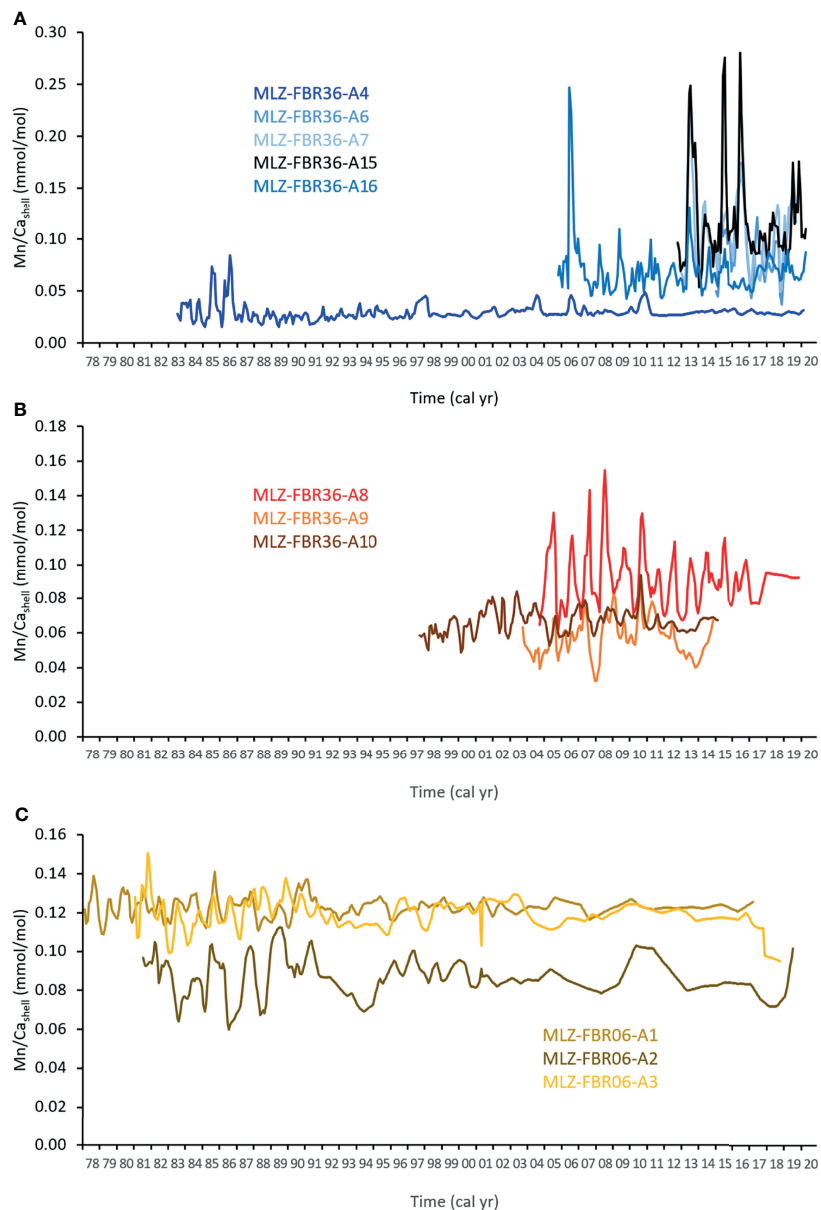 A
Mn/Ca shell (mmol/mol)
0.30
0.25
0.20
0.15
0.10
0.05
0.00
MLZ-FBR36-A4
MLZ-FBR36-A6
MLZ-FBR36-A7
MLZ-FBR36-A15
MLZ-FBR36-A16
78 79 80 81 82 83 84 85 86 87 88 89 90 91 92 93 94 95 96 97 98 99 00 01 02 03 04 05 06 07 08 09 10 11 12 13 14 15 16 17 18 19 20
Time (cal yr)
B
Mn/Ca shell (mmol/mol)
0.18
0.16
0.14
0.12
0.10
0.08
0.06
0.04
0.02
0.00
MLZ-FBR36-A8
MLZ-FBR36-A9
MLZ-FBR36-A10
78 79 80 81 82 83 84 85 86 87 88 89 90 91 92 93 94 95 96 97 98 99 00 01 02 03 04 05 06 07 08 09 10 11 12 13 14 15 16 17 18 19 20
Time (cal yr)
C
Mn/Ca shell (mmol/mol)
0.16
0.14
0.12
0.10
0.08
0.06
0.04
0.02
0.00
MLZ-FBR06-A1
MLZ-FBR06-A2
MLZ-FBR06-A3
78 79 80 81 82 83 84 85 86 87 88 89 90 91 92 93 94 95 96 97 98 99 00 01 02 03 04 05 06 07 08 09 10 11 12 13 14 15 16 17 18 19 20
Time (cal yr)